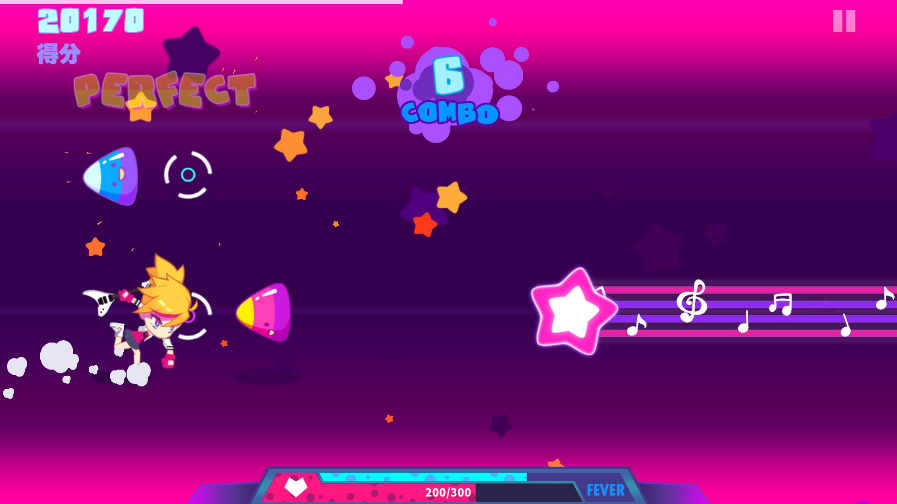 20170
得分
PERFECT
6
COMBO
200/300
FEVER